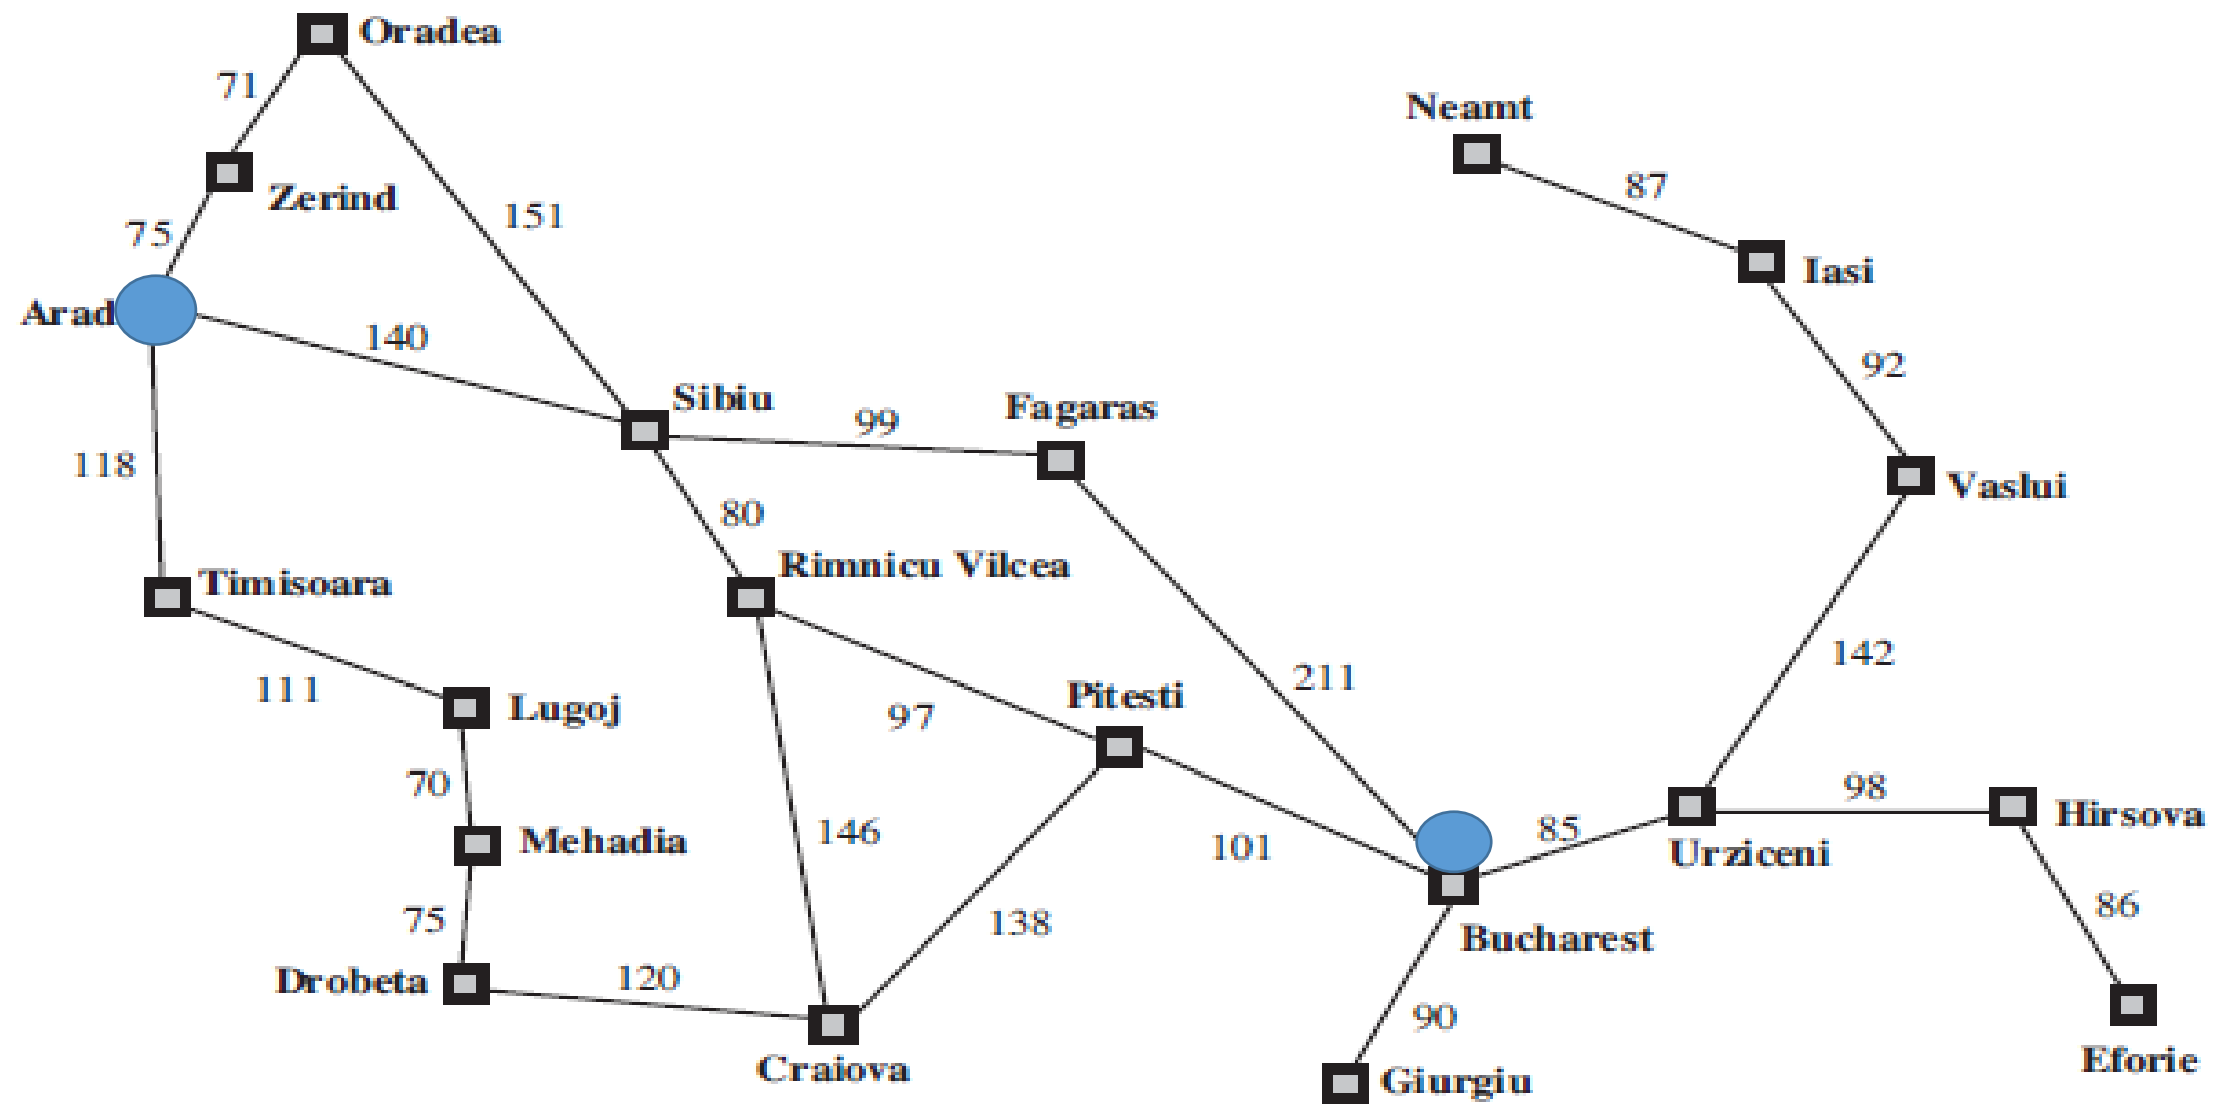 Oradea
71
Neamt
87
Zerind
151
75
Iasi
Arad
140
92
Sibiu
Fagaras
99
118
Vaslui
80
Rimnicu Vilcea
Timisoara
142
211
111
Pitesti
Lugoj
97
70
98
Hirsova
85
146
Mehadia
101
Urziceni
75
138
86
Bucharest
Drobeta
120
90
Craiova
Giurgiu
Eforie